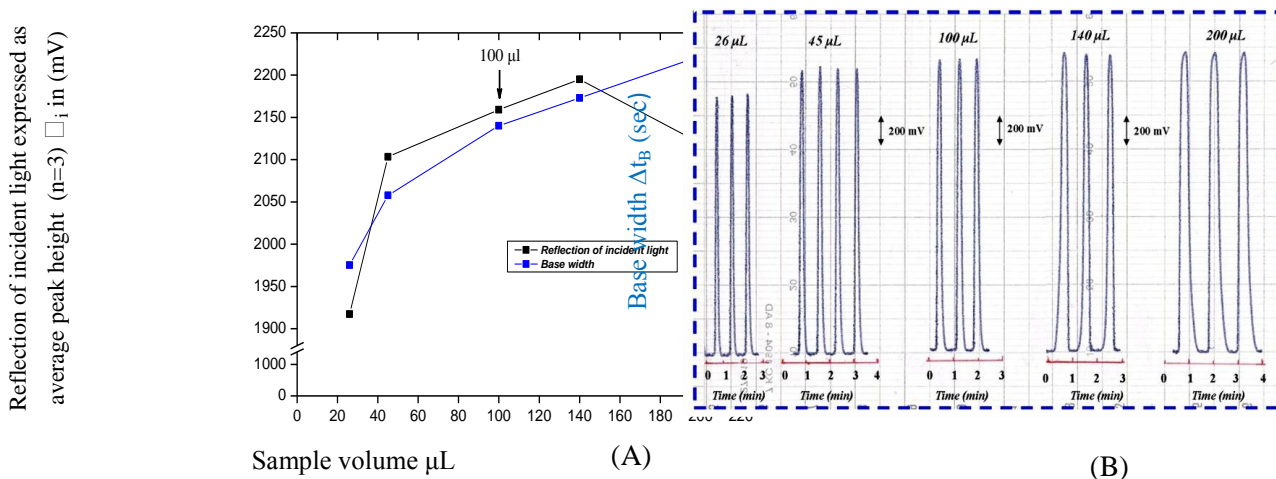 Reflection of incident light expressed as
average peak height (n=3) □ i in (mV)
2250
2200
2150
2100
2050
2000
1950
1900
1000
0
100 µl
Reflection of incident light
Base width
0 20 40 60 80 100 120 140 160 180 200 220
Sample volume µL
(A)
Base width Δt_B (sec)
26 µL 45 µL 100 µL 140 µL 200 µL
200 mV 200 mV 200 mV
0 1 2 3 0 1 2 3 4 0 1 2 3 0 1 2 3 0 1 2 3 4
Time (min) Time (min) Time (min) Time (min) Time (min)
(B)